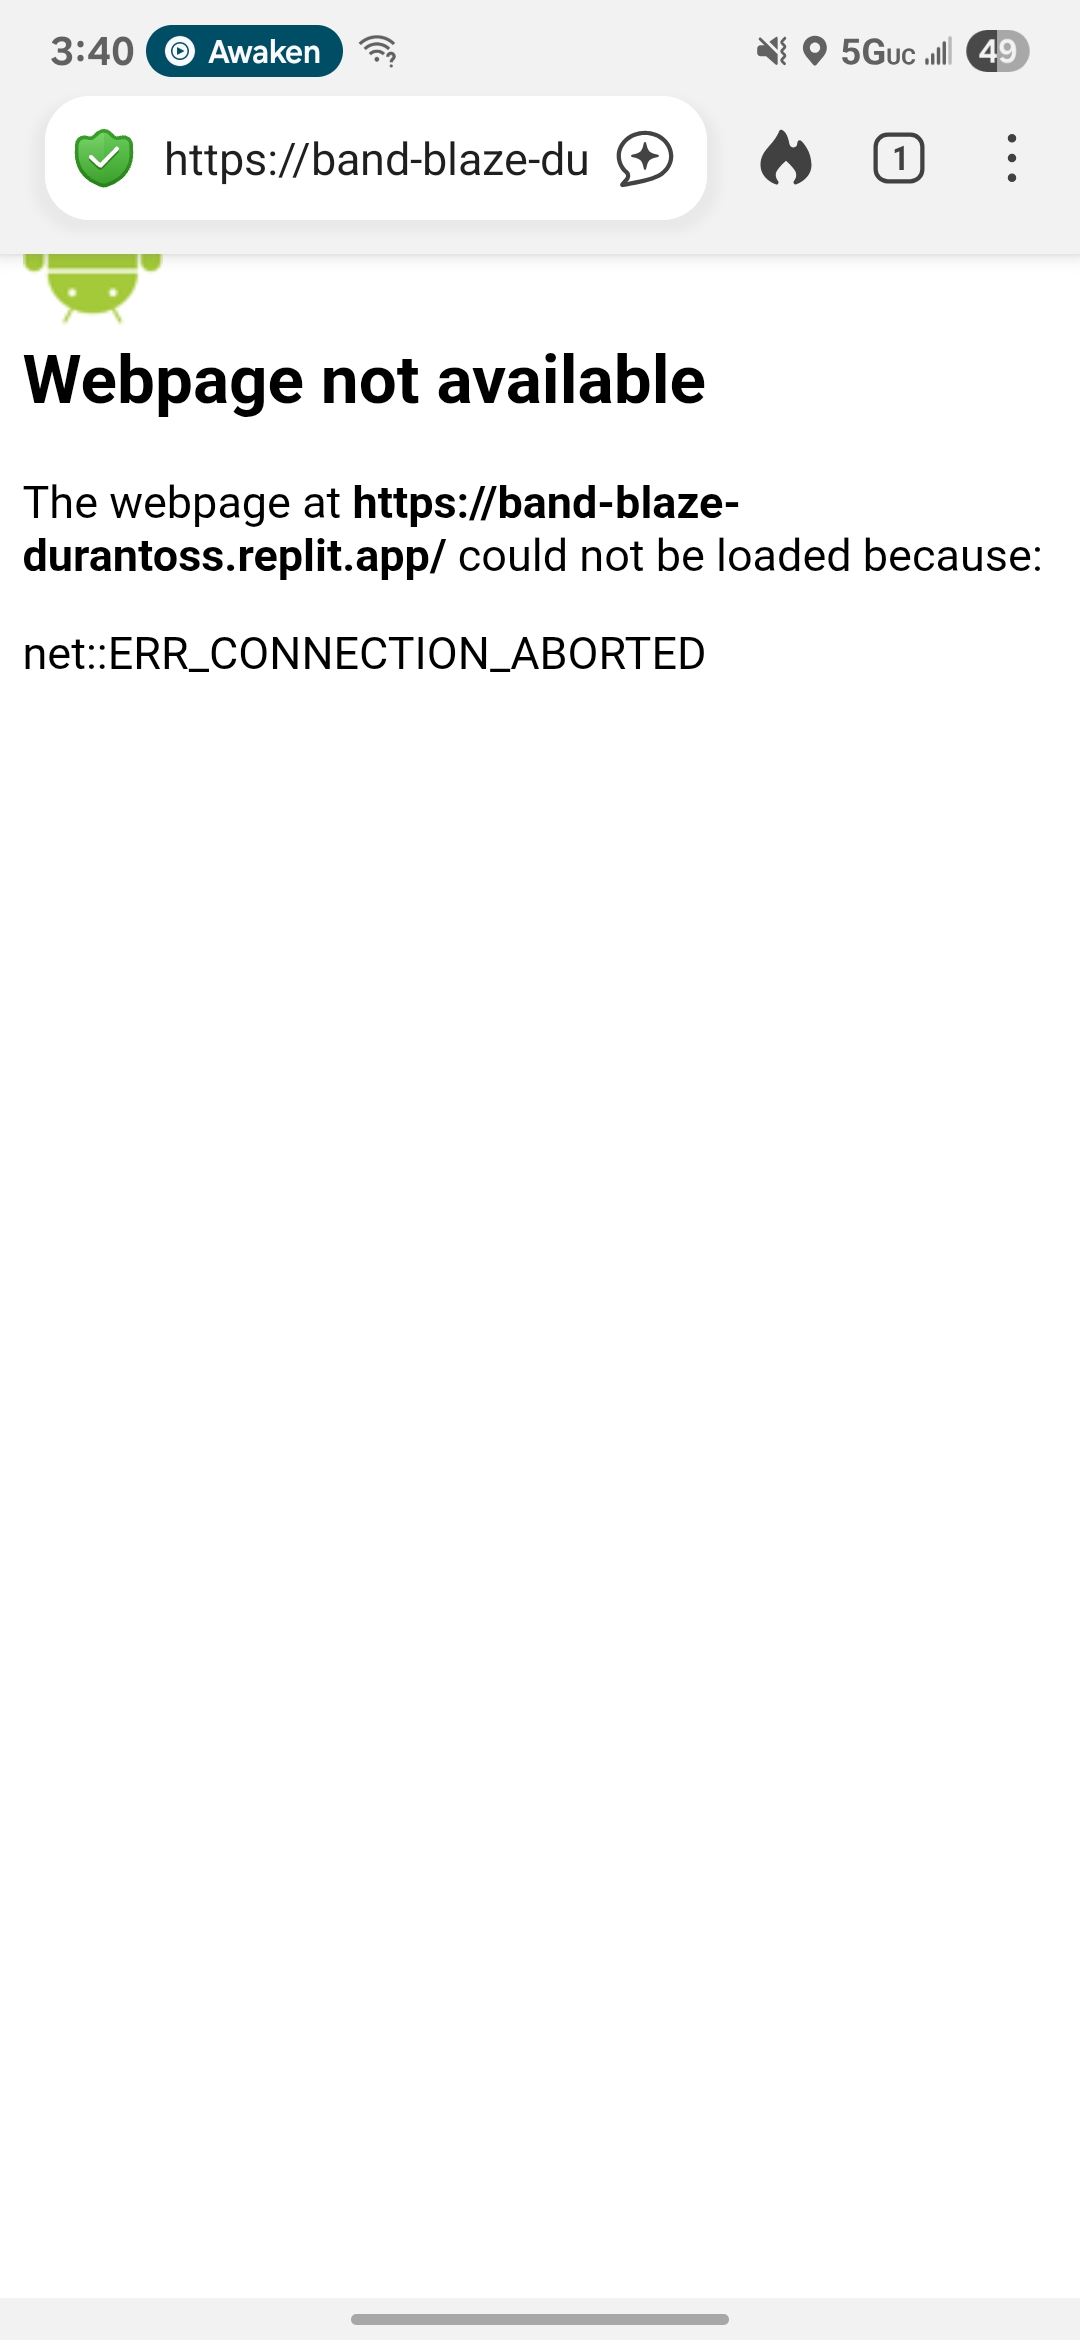 3:40 Awaken 5GUC 49
https://band-blaze-du 1
Webpage not available
The webpage at https://band-blaze-
durantoss.replit.app/ could not be loaded because:
net::ERR_CONNECTION_ABORTED